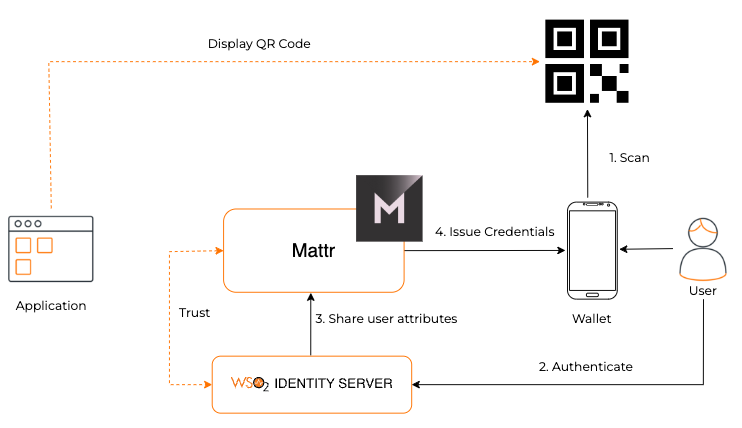 Display QR Code
1. Scan
M
Mattr
4. Issue Credentials
User
Application
Trust
3. Share user attributes
Wallet
2. Authenticate
WSO2 IDENTITY SERVER